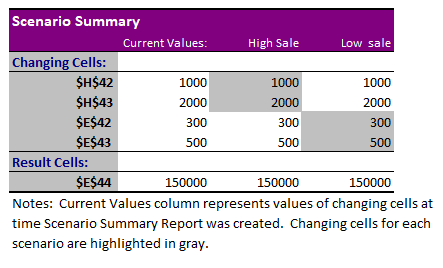 Scenario Summary
Current Values: High Sale Low sale
Changing Cells:
$H$42 1000 1000 1000
$H$43 2000 2000 2000
$E$42 300 300 300
$E$43 500 500 500
Result Cells:
$E$44 150000 150000 150000
Notes: Current Values column represents values of changing cells at
time Scenario Summary Report was created. Changing cells for each
scenario are highlighted in gray.